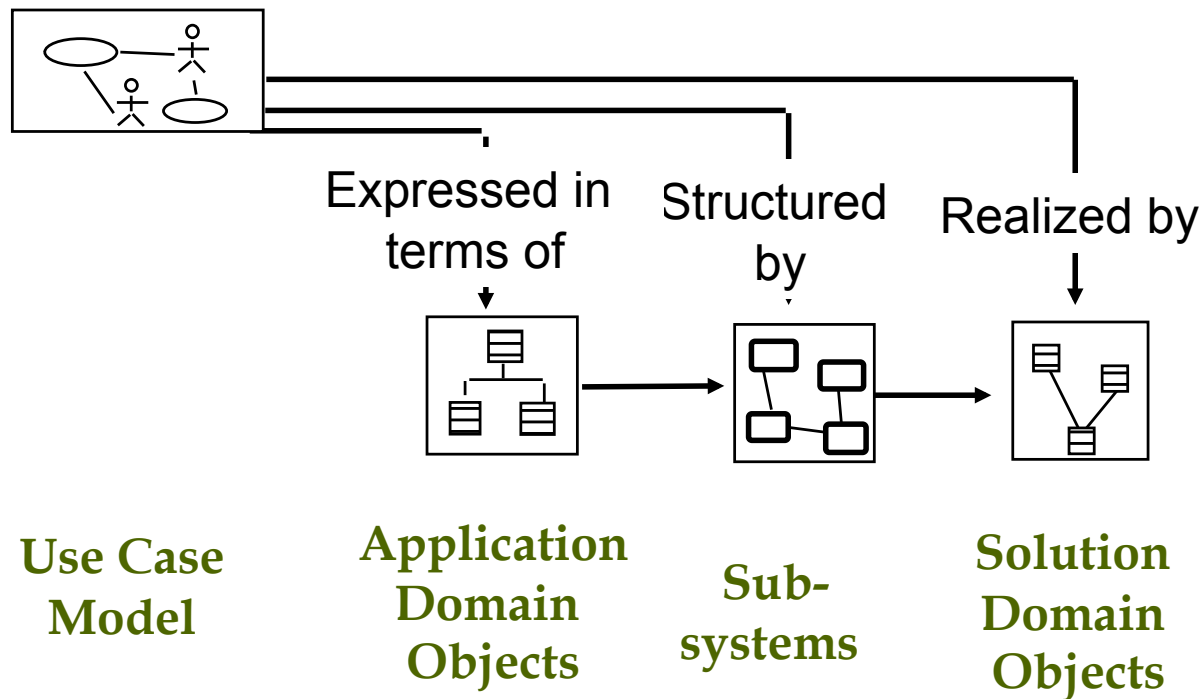 Expressed in
terms of
Structured
by
Realized by
Use Case
Model
Application
Domain
Objects
Sub-
systems
Solution
Domain
Objects